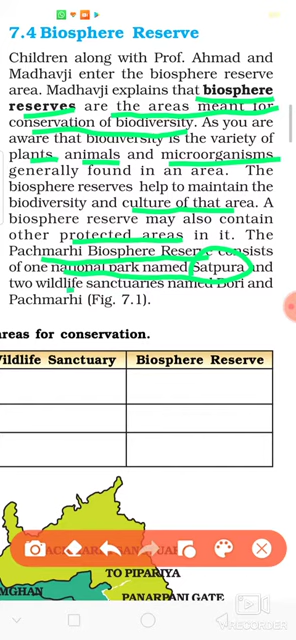 7.4 Biosphere Reserve
Children along with Prof. Ahmad and
Madhavji enter the biosphere reserve
area. Madhavji explains that biosphere
reserves are the areas meant for
conservation of biodiversity. As you are
aware that biodiversity is the variety of
plants, animals and microorganisms
generally found in an area. The
biosphere reserves help to maintain the
biodiversity and culture of that area. A
biosphere reserve may also contain
other protected areas in it. The
Pachmarhi Biosphere Reserve consists
of one national park named Satpura and
two wildlife sanctuaries named Bori and
Pachmarhi (Fig. 7.1).
areas for conservation.
Wildlife Sanctuary Biosphere Reserve
TO PIPARIYA
PANARPANI GATE
RECORDER